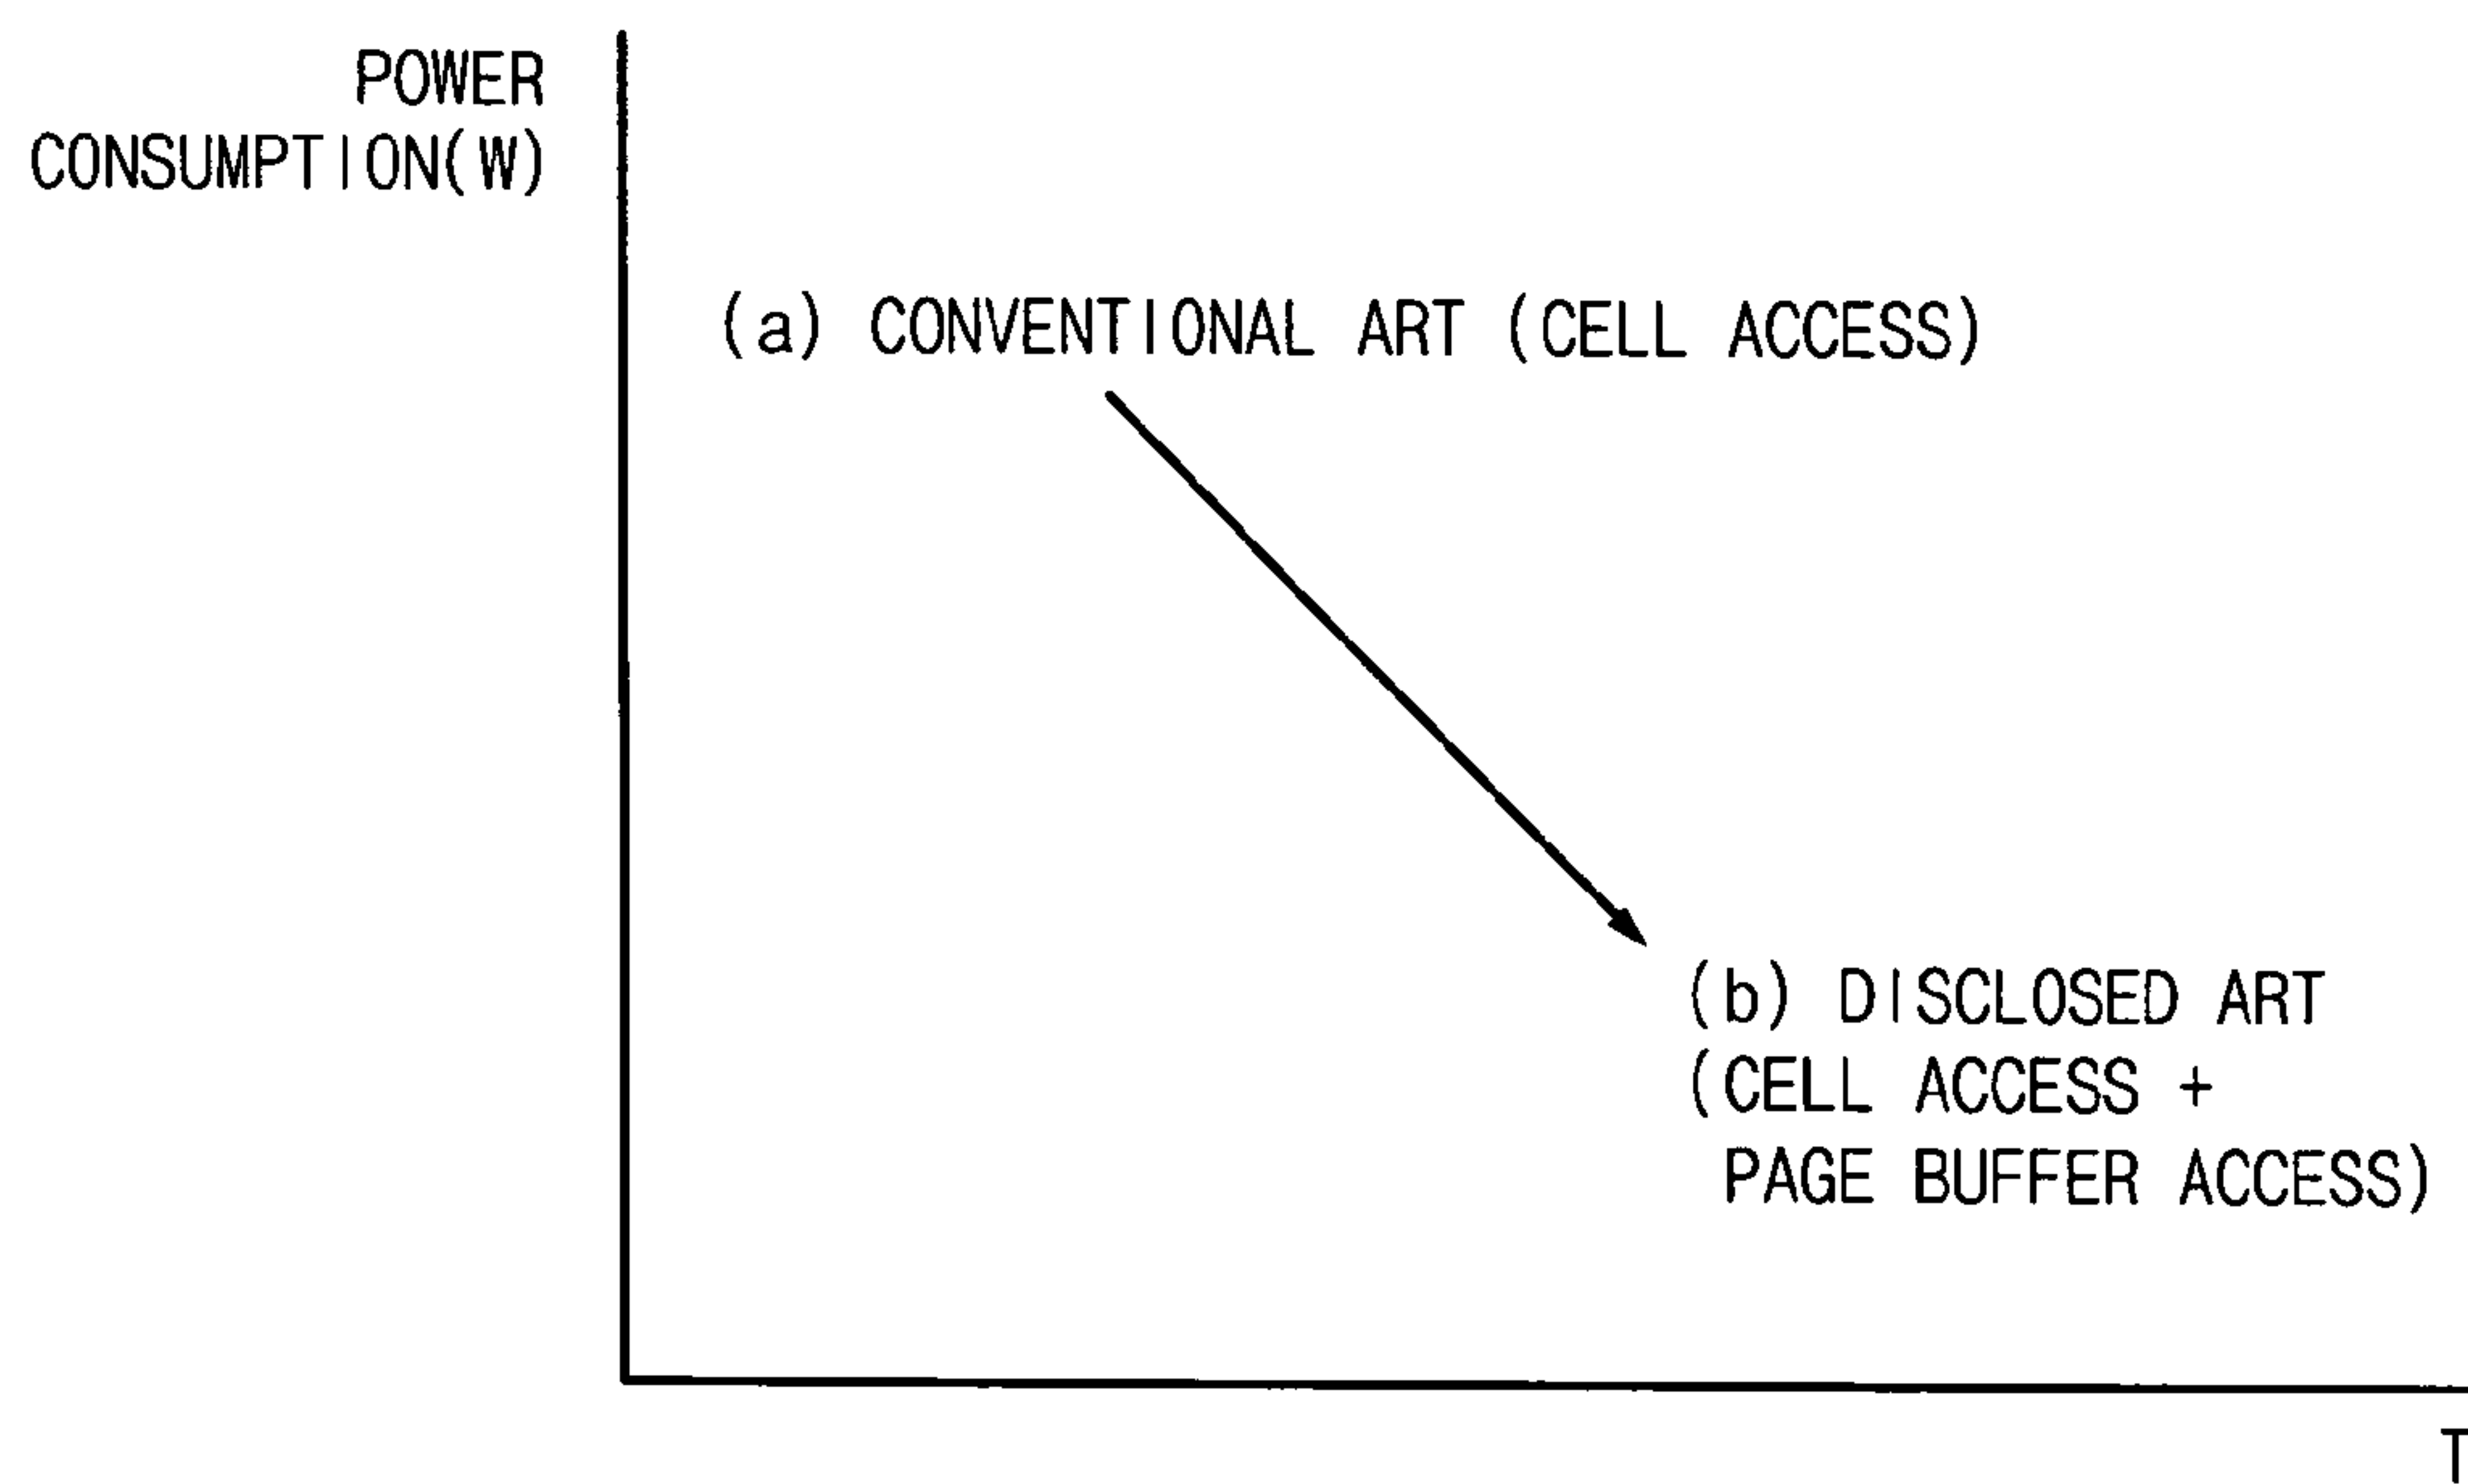 POWER
CONSUMPTION(W)
(a) CONVENTIONAL ART (CELL ACCESS)
(b) DISCLOSED ART
(CELL ACCESS +
PAGE BUFFER ACCESS)
T